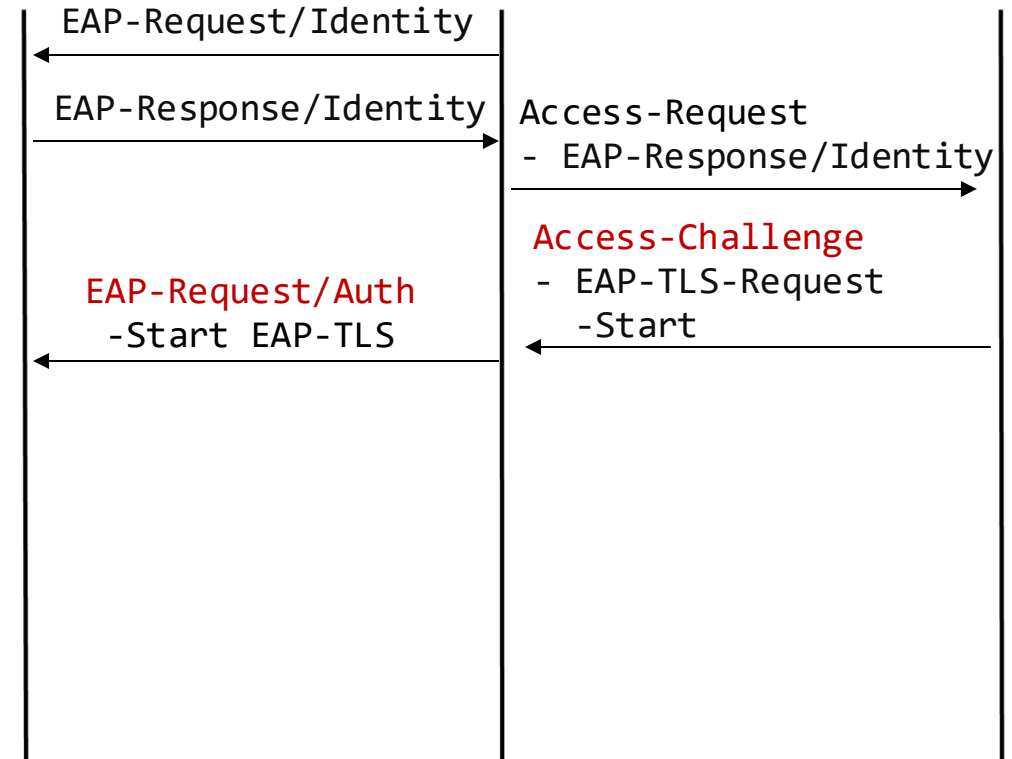 EAP-Request/Identity
EAP-Response/Identity
Access-Request
- EAP-Response/Identity
Access-Challenge
- EAP-TLS-Request
-Start
EAP-Request/Auth
-Start EAP-TLS